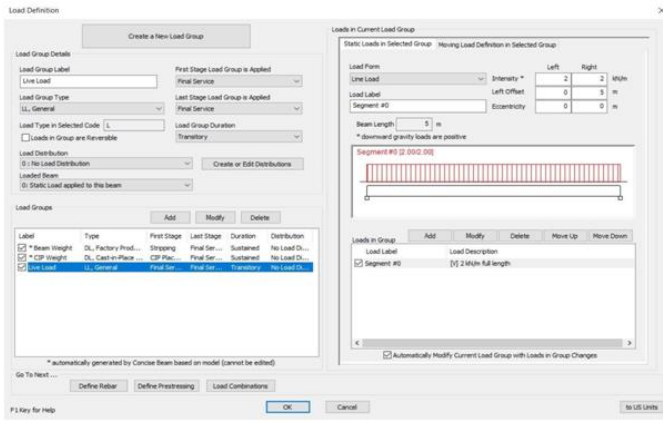 Load Definition
Create a New Load Group
Load Group Details
Load Group Label
First Stage Load Group is Applied
Live Load
Final Service
Load Group Type
Last Stage Load Group is Applied
LL, General
Final Service
Load Type in Selected Code L
Load Group Duration
Loads in Group are Reversible
Transitory
Load Distribution
0 : No Load Distribution
Create or Edit Distributions
Loaded Beam
0: Static Load applied to this beam
Load Groups
Add Modify Delete
Label Type First Stage Last Stage Duration Distribution
* Beam Weight DL, Factory Prod... Stripping Final Ser... Sustained No Load Di...
* CIP Weight DL, Cast-in-Place ... CIP Plac... Final Ser... Sustained No Load Di...
Live Load LL, General Final Ser... Final Ser... Transitory No Load Di...
* automatically generated by Concise Beam based on model (cannot be edited)
Go To Next ...
Define Rebar Define Prestressing Load Combinations
F1 Key for Help
OK Cancel to US Units
Loads in Current Load Group
Static Loads in Selected Group Moving Load Definition in Selected Group
Load Form Left Right
Line Load Intensity * 2 2 kN/m
Load Label Left Offset 0 5 m
Segment #0 Eccentricity 0 0 m
Beam Length 5 m
* downward gravity loads are positive
Segment #0 [2.00/2.00]
Loads in Group Add Modify Delete Move Up Move Down
Load Label Load Description
Segment #0 [V] 2 kN/m full length
Automatically Modify Current Load Group with Loads in Group Changes